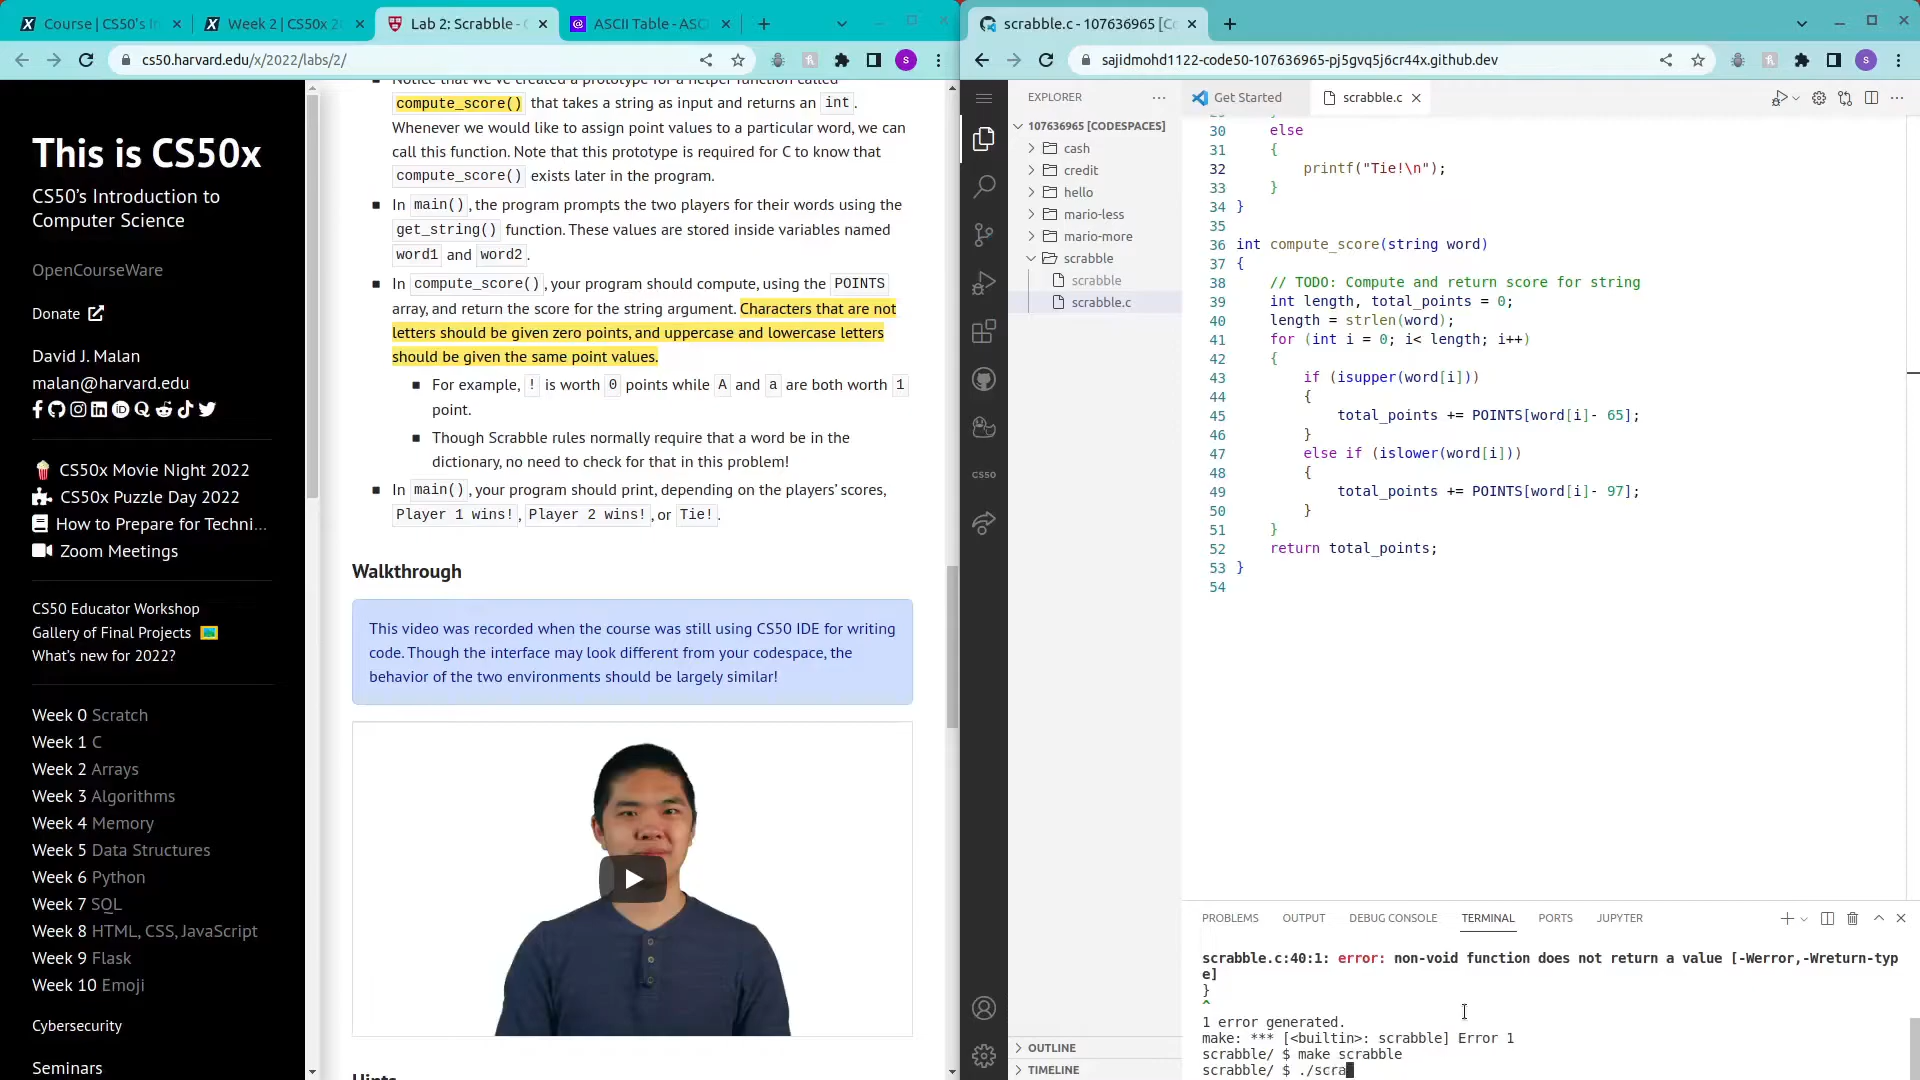 Course | CS50's In
Week 2 | CS50x 20
Lab 2: Scrabble - C
ASCII Table - ASC
cs50.harvard.edu/x/2022/labs/2/
S
This is CS50x
CS50's Introduction to
Computer Science
OpenCourseWare
Donate
David J. Malan
malan@harvard.edu
CS50x Movie Night 2022
CS50x Puzzle Day 2022
How to Prepare for Techni...
Zoom Meetings
CS50 Educator Workshop
Gallery of Final Projects
What's new for 2022?
Week 0 Scratch
Week 1 C
Week 2 Arrays
Week 3 Algorithms
Week 4 Memory
Week 5 Data Structures
Week 6 Python
Week 7 SQL
Week 8 HTML, CSS, JavaScript
Week 9 Flask
Week 10 Emoji
Cybersecurity
Seminars
Notice that we've created a prototype for a helper function called
compute_score() that takes a string as input and returns an int.
Whenever we would like to assign point values to a particular word, we can
call this function. Note that this prototype is required for C to know that
compute_score() exists later in the program.
In main(), the program prompts the two players for their words using the
get_string() function. These values are stored inside variables named
word1 and word2.
In compute_score(), your program should compute, using the POINTS
array, and return the score for the string argument. Characters that are not
letters should be given zero points, and uppercase and lowercase letters
should be given the same point values.
For example, ! is worth 0 points while A and a are both worth 1
point.
Though Scrabble rules normally require that a word be in the
dictionary, no need to check for that in this problem!
In main(), your program should print, depending on the players' scores,
Player 1 wins!, Player 2 wins!, or Tie!.
Walkthrough
This video was recorded when the course was still using CS50 IDE for writing
code. Though the interface may look different from your codespace, the
behavior of the two environments should be largely similar!
Hints
scrabble.c - 107636965 [Co
sajidmohd1122-code50-107636965-pj5gvq5j6cr44x.github.dev
S
EXPLORER
107636965 [CODESPACES]
cash
credit
hello
mario-less
mario-more
scrabble
scrabble
scrabble.c
CS50
OUTLINE
TIMELINE
Get Started
scrabble.c
30 else
31 {
32 printf("Tie!\n");
33 }
34 }
35
36 int compute_score(string word)
37 {
38 // TODO: Compute and return score for string
39 int length, total_points = 0;
40 length = strlen(word);
41 for (int i = 0; i< length; i++)
42 {
43 if (isupper(word[i]))
44 {
45 total_points += POINTS[word[i]- 65];
46 }
47 else if (islower(word[i]))
48 {
49 total_points += POINTS[word[i]- 97];
50 }
51 }
52 return total_points;
53 }
54
PROBLEMS OUTPUT DEBUG CONSOLE TERMINAL PORTS JUPYTER
scrabble.c:40:1: error: non-void function does not return a value [-Werror,-Wreturn-typ
e]
}
^
1 error generated.
make: *** [<builtin>: scrabble] Error 1
scrabble/ $ make scrabble
scrabble/ $ ./scra